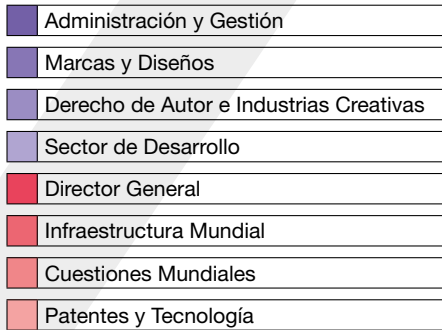 Administración y Gestión
Marcas y Diseños
Derecho de Autor e Industrias Creativas
Sector de Desarrollo
Director General
Infraestructura Mundial
Cuestiones Mundiales
Patentes y Tecnología